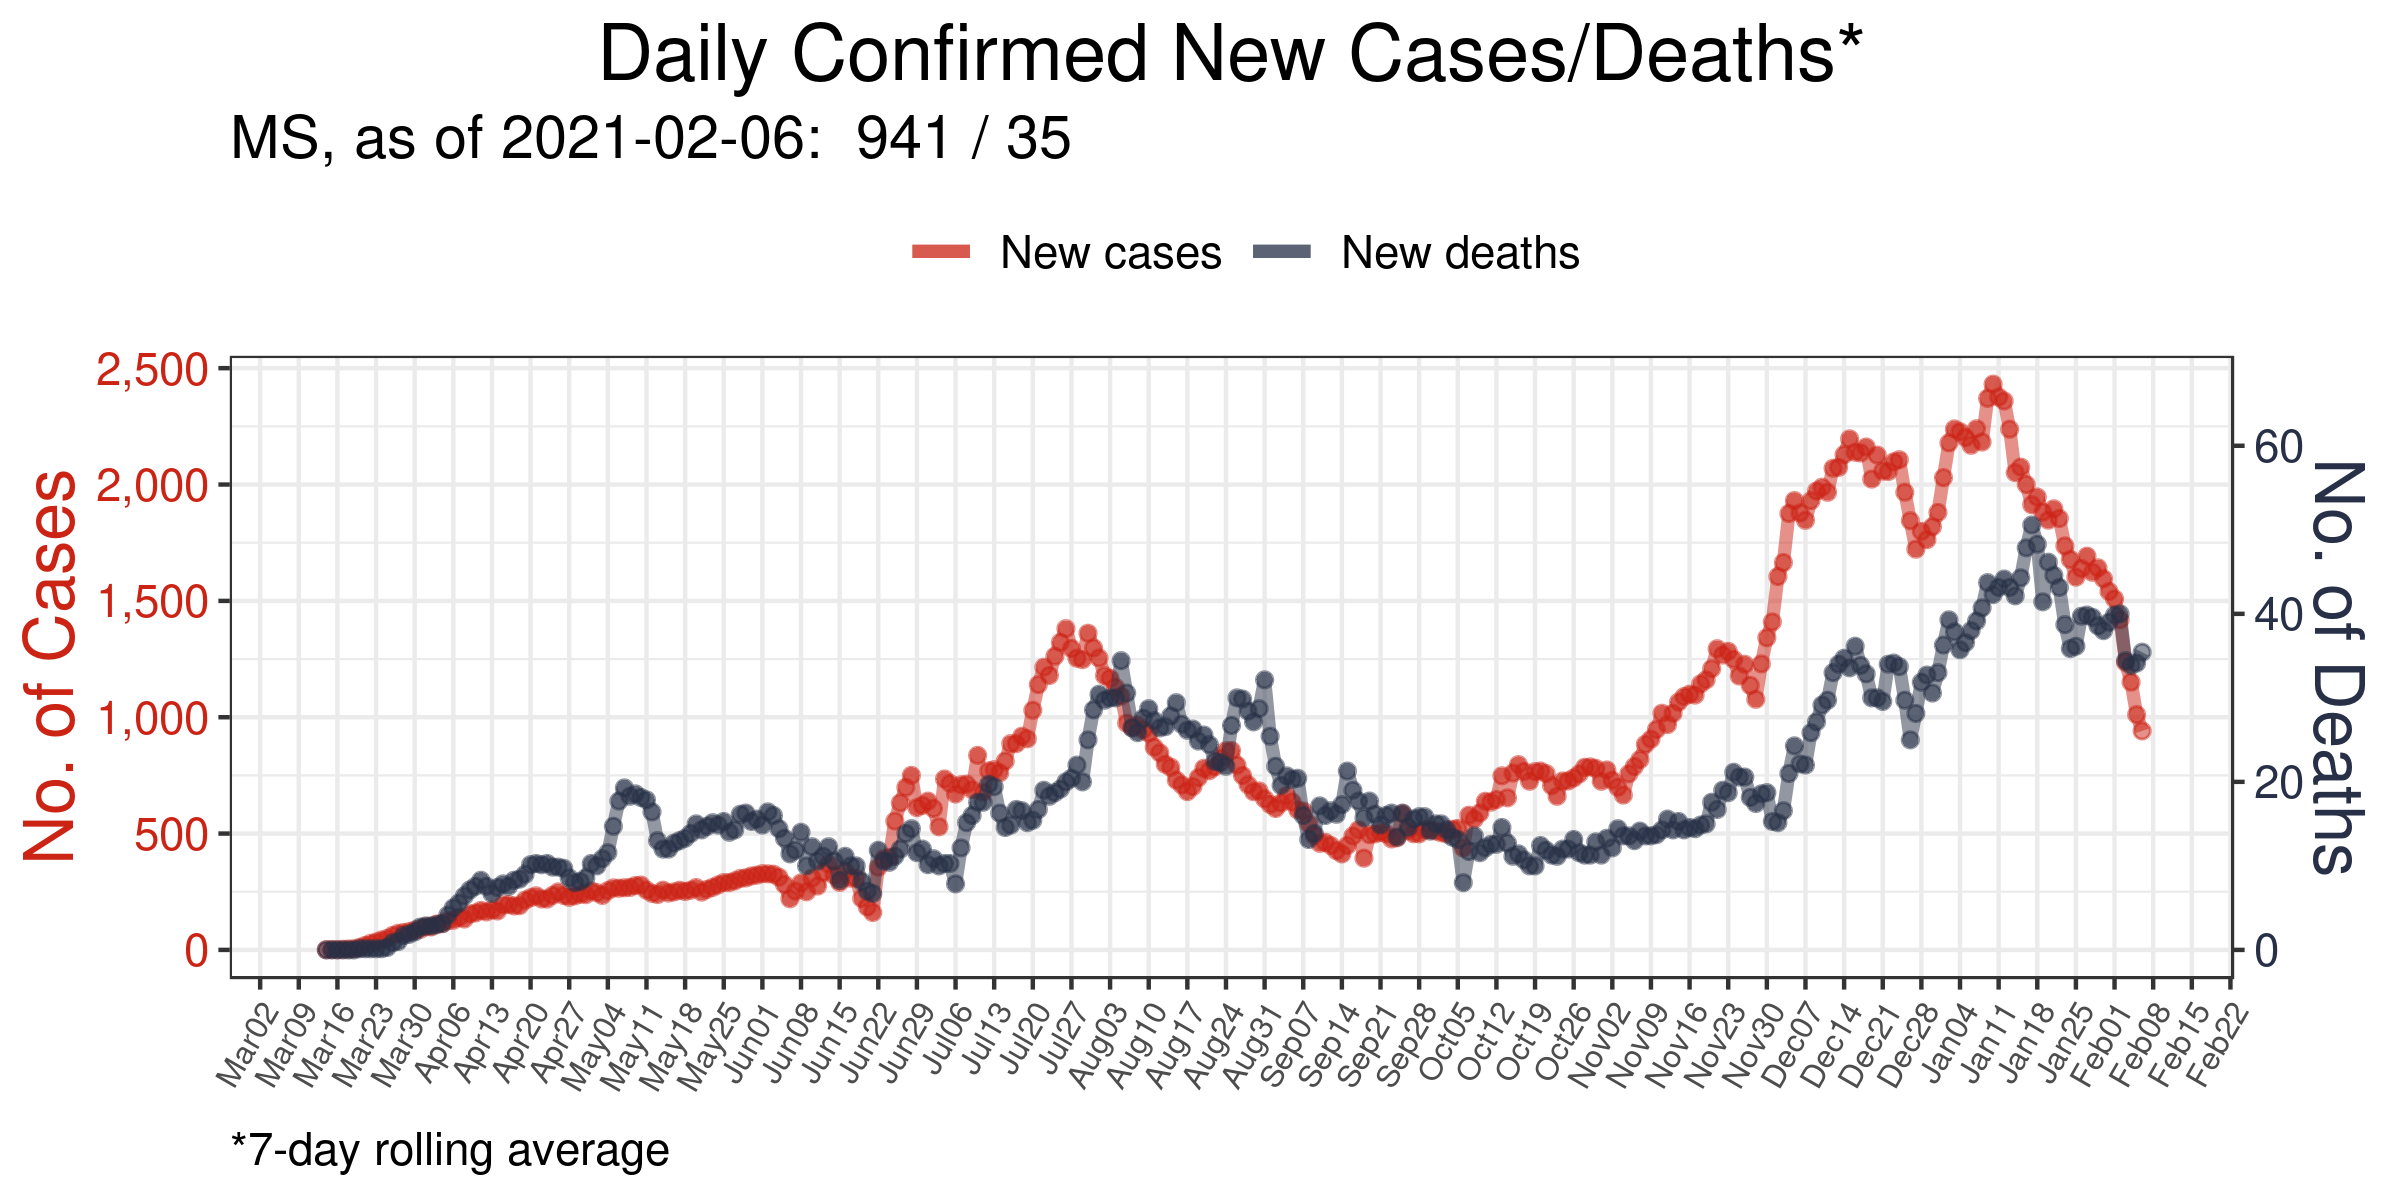 Daily Confirmed New Cases/Deaths*
MS, as of 2021-02-06: 941 / 35
New cases
New deaths
No. of Cases
2,500
2,000
1,500
1,000
500
0
60
40
20
0
No. of Deaths
Mar02
Mar09
Mar16
Mar23
Mar30
Apr06
Apr13
Apr20
Apr27
May04
May11
May18
May25
Jun01
Jun08
Jun15
Jun22
Jun29
Jul06
Jul13
Jul20
Jul27
Aug03
Aug10
Aug17
Aug24
Aug31
Sep07
Sep14
Sep21
Sep28
Oct05
Oct12
Oct19
Oct26
Nov02
Nov09
Nov16
Nov23
Nov30
Dec07
Dec14
Dec21
Dec28
Jan04
Jan11
Jan18
Jan25
Feb01
Feb08
Feb15
Feb22
*7-day rolling average